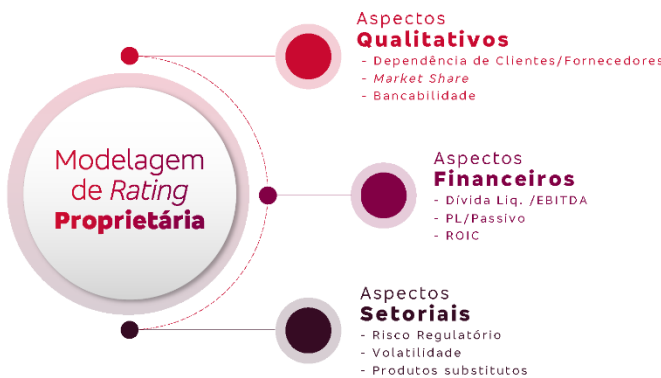 Modelagem
de Rating
Proprietária
Aspectos
Qualitativos
- Dependência de Clientes/Fornecedores
- Market Share
- Bancabilidade
Aspectos
Financeiros
- Dívida Liq. /EBITDA
- PL/Passivo
- ROIC
Aspectos
Setoriais
- Risco Regulatório
- Volatilidade
- Produtos substitutos